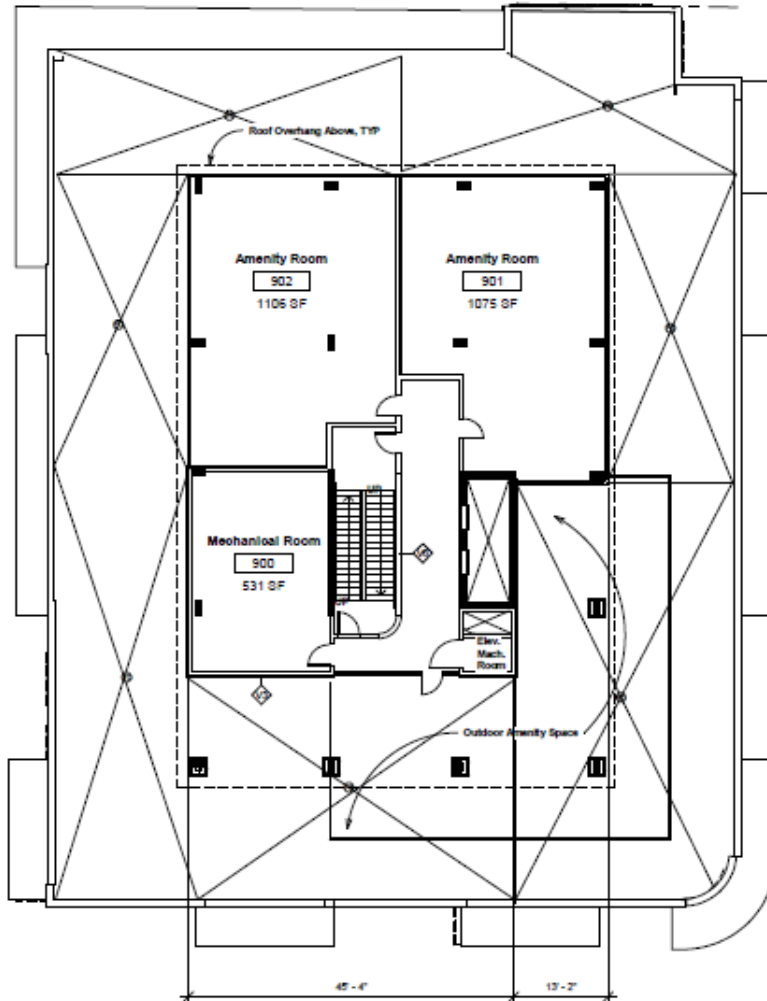 Roof Overhang Above, TYP
Amenity Room
902
1106 SF
Amenity Room
901
1075 SF
UP
Mechanical Room
900
531 SF
Elev.
Mach.
Room
Outdoor Amenity Space
45' - 4"
13' - 2"